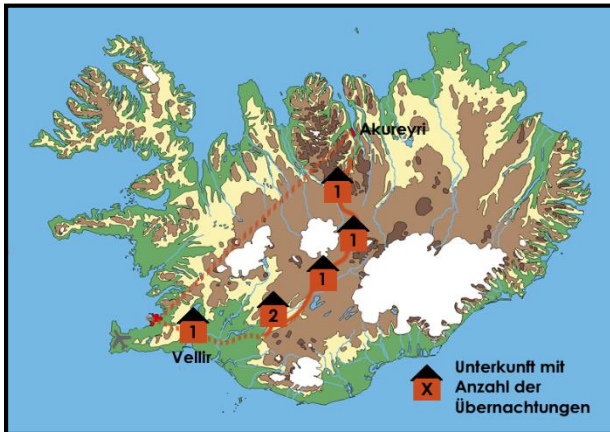 Akureyri
1
1
1
2
1
Vellir
X
Unterkunft mit
Anzahl der
Übernachtungen